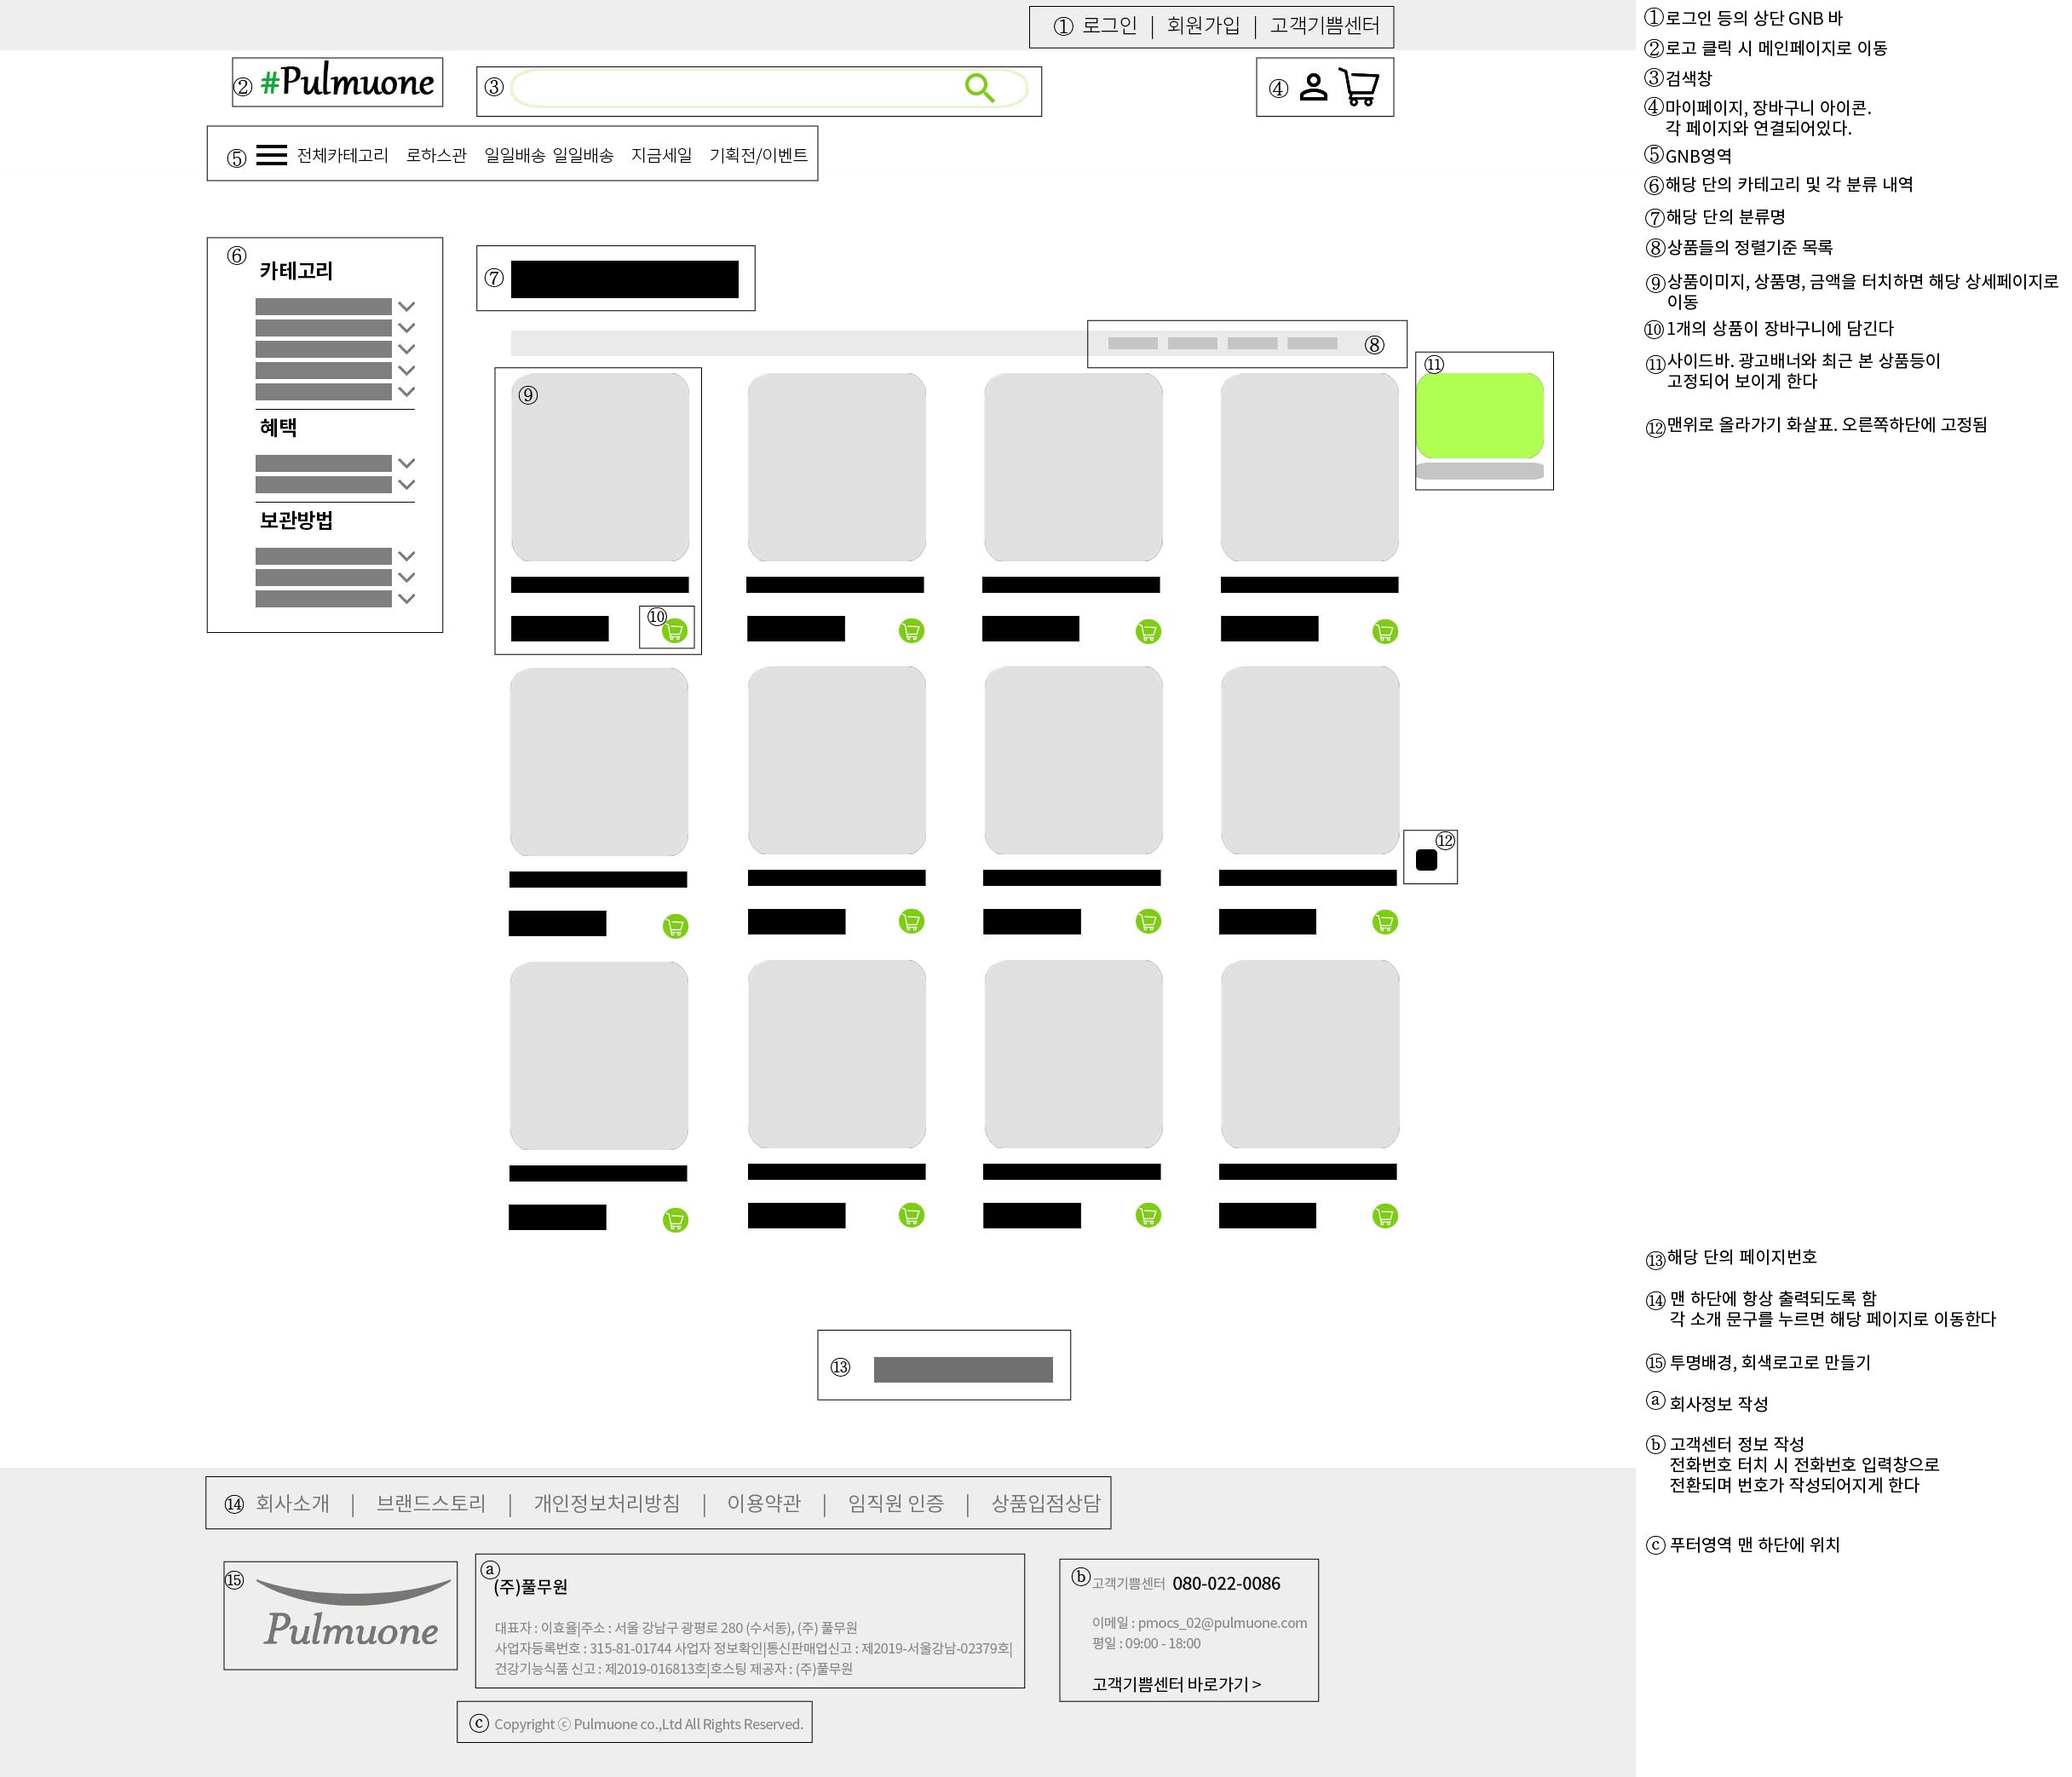 ① 로그인 | 회원가입 | 고객기쁨센터
② #Pulmuone
③
④
⑤ 전체카테고리 로하스관 일일배송 일일배송 지금세일 기획전/이벤트
⑥
카테고리
혜택
보관방법
⑦
⑧
⑨
⑩
⑪
⑫
⑬
⑭ 회사소개 | 브랜드스토리 | 개인정보처리방침 | 이용약관 | 임직원 인증 | 상품입점상담
⑮
Pulmuone
ⓐ
(주)풀무원
대표자 : 이효율|주소 : 서울 강남구 광평로 280 (수서동), (주) 풀무원
사업자등록번호 : 315-81-01744 사업자 정보확인|통신판매업신고 : 제2019-서울강남-02379호|
건강기능식품 신고 : 제2019-016813호|호스팅 제공자 : (주)풀무원
ⓑ 고객기쁨센터 080-022-0086
이메일 : pmocs_02@pulmuone.com
평일 : 09:00 - 18:00
고객기쁨센터 바로가기 >
ⓒ Copyright ⓒ Pulmuone co.,Ltd All Rights Reserved.
① 로그인 등의 상단 GNB 바
② 로고 클릭 시 메인페이지로 이동
③ 검색창
④ 마이페이지, 장바구니 아이콘.
각 페이지와 연결되어있다.
⑤ GNB영역
⑥ 해당 단의 카테고리 및 각 분류 내역
⑦ 해당 단의 분류명
⑧ 상품들의 정렬기준 목록
⑨ 상품이미지, 상품명, 금액을 터치하면 해당 상세페이지로
이동
⑩ 1개의 상품이 장바구니에 담긴다
⑪ 사이드바. 광고배너와 최근 본 상품등이
고정되어 보이게 한다
⑫ 맨위로 올라가기 화살표. 오른쪽하단에 고정됨
⑬ 해당 단의 페이지번호
⑭ 맨 하단에 항상 출력되도록 함
각 소개 문구를 누르면 해당 페이지로 이동한다
⑮ 투명배경, 회색로고로 만들기
ⓐ 회사정보 작성
ⓑ 고객센터 정보 작성
전화번호 터치 시 전화번호 입력창으로
전환되며 번호가 작성되어지게 한다
ⓒ 푸터영역 맨 하단에 위치